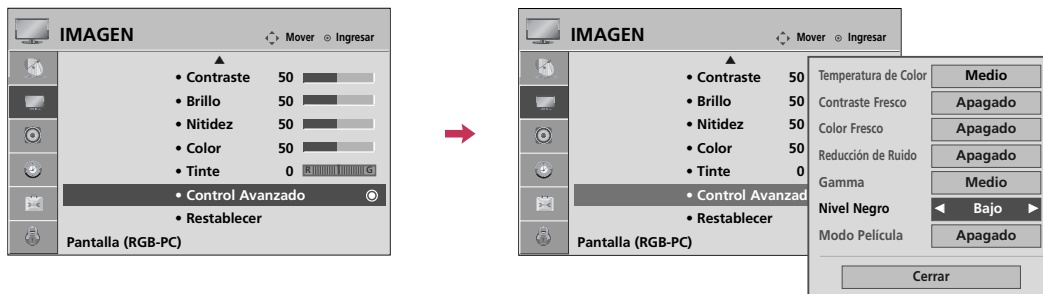 IMAGEN
Mover
Ingresar
• Contraste 50
• Brillo 50
• Nitidez 50
• Color 50
• Tinte 0 R G
• Control Avanzado
• Restablecer
Pantalla (RGB-PC)
IMAGEN
Mover
Ingresar
• Contraste 50
• Brillo 50
• Nitidez 50
• Color 50
• Tinte 0
• Control Avanzad
• Restablecer
Pantalla (RGB-PC)
Temperatura de Color Medio
Contraste Fresco Apagado
Color Fresco Apagado
Reducción de Ruido Apagado
Gamma Medio
Nivel Negro ◀ Bajo ▶
Modo Película Apagado
Cerrar